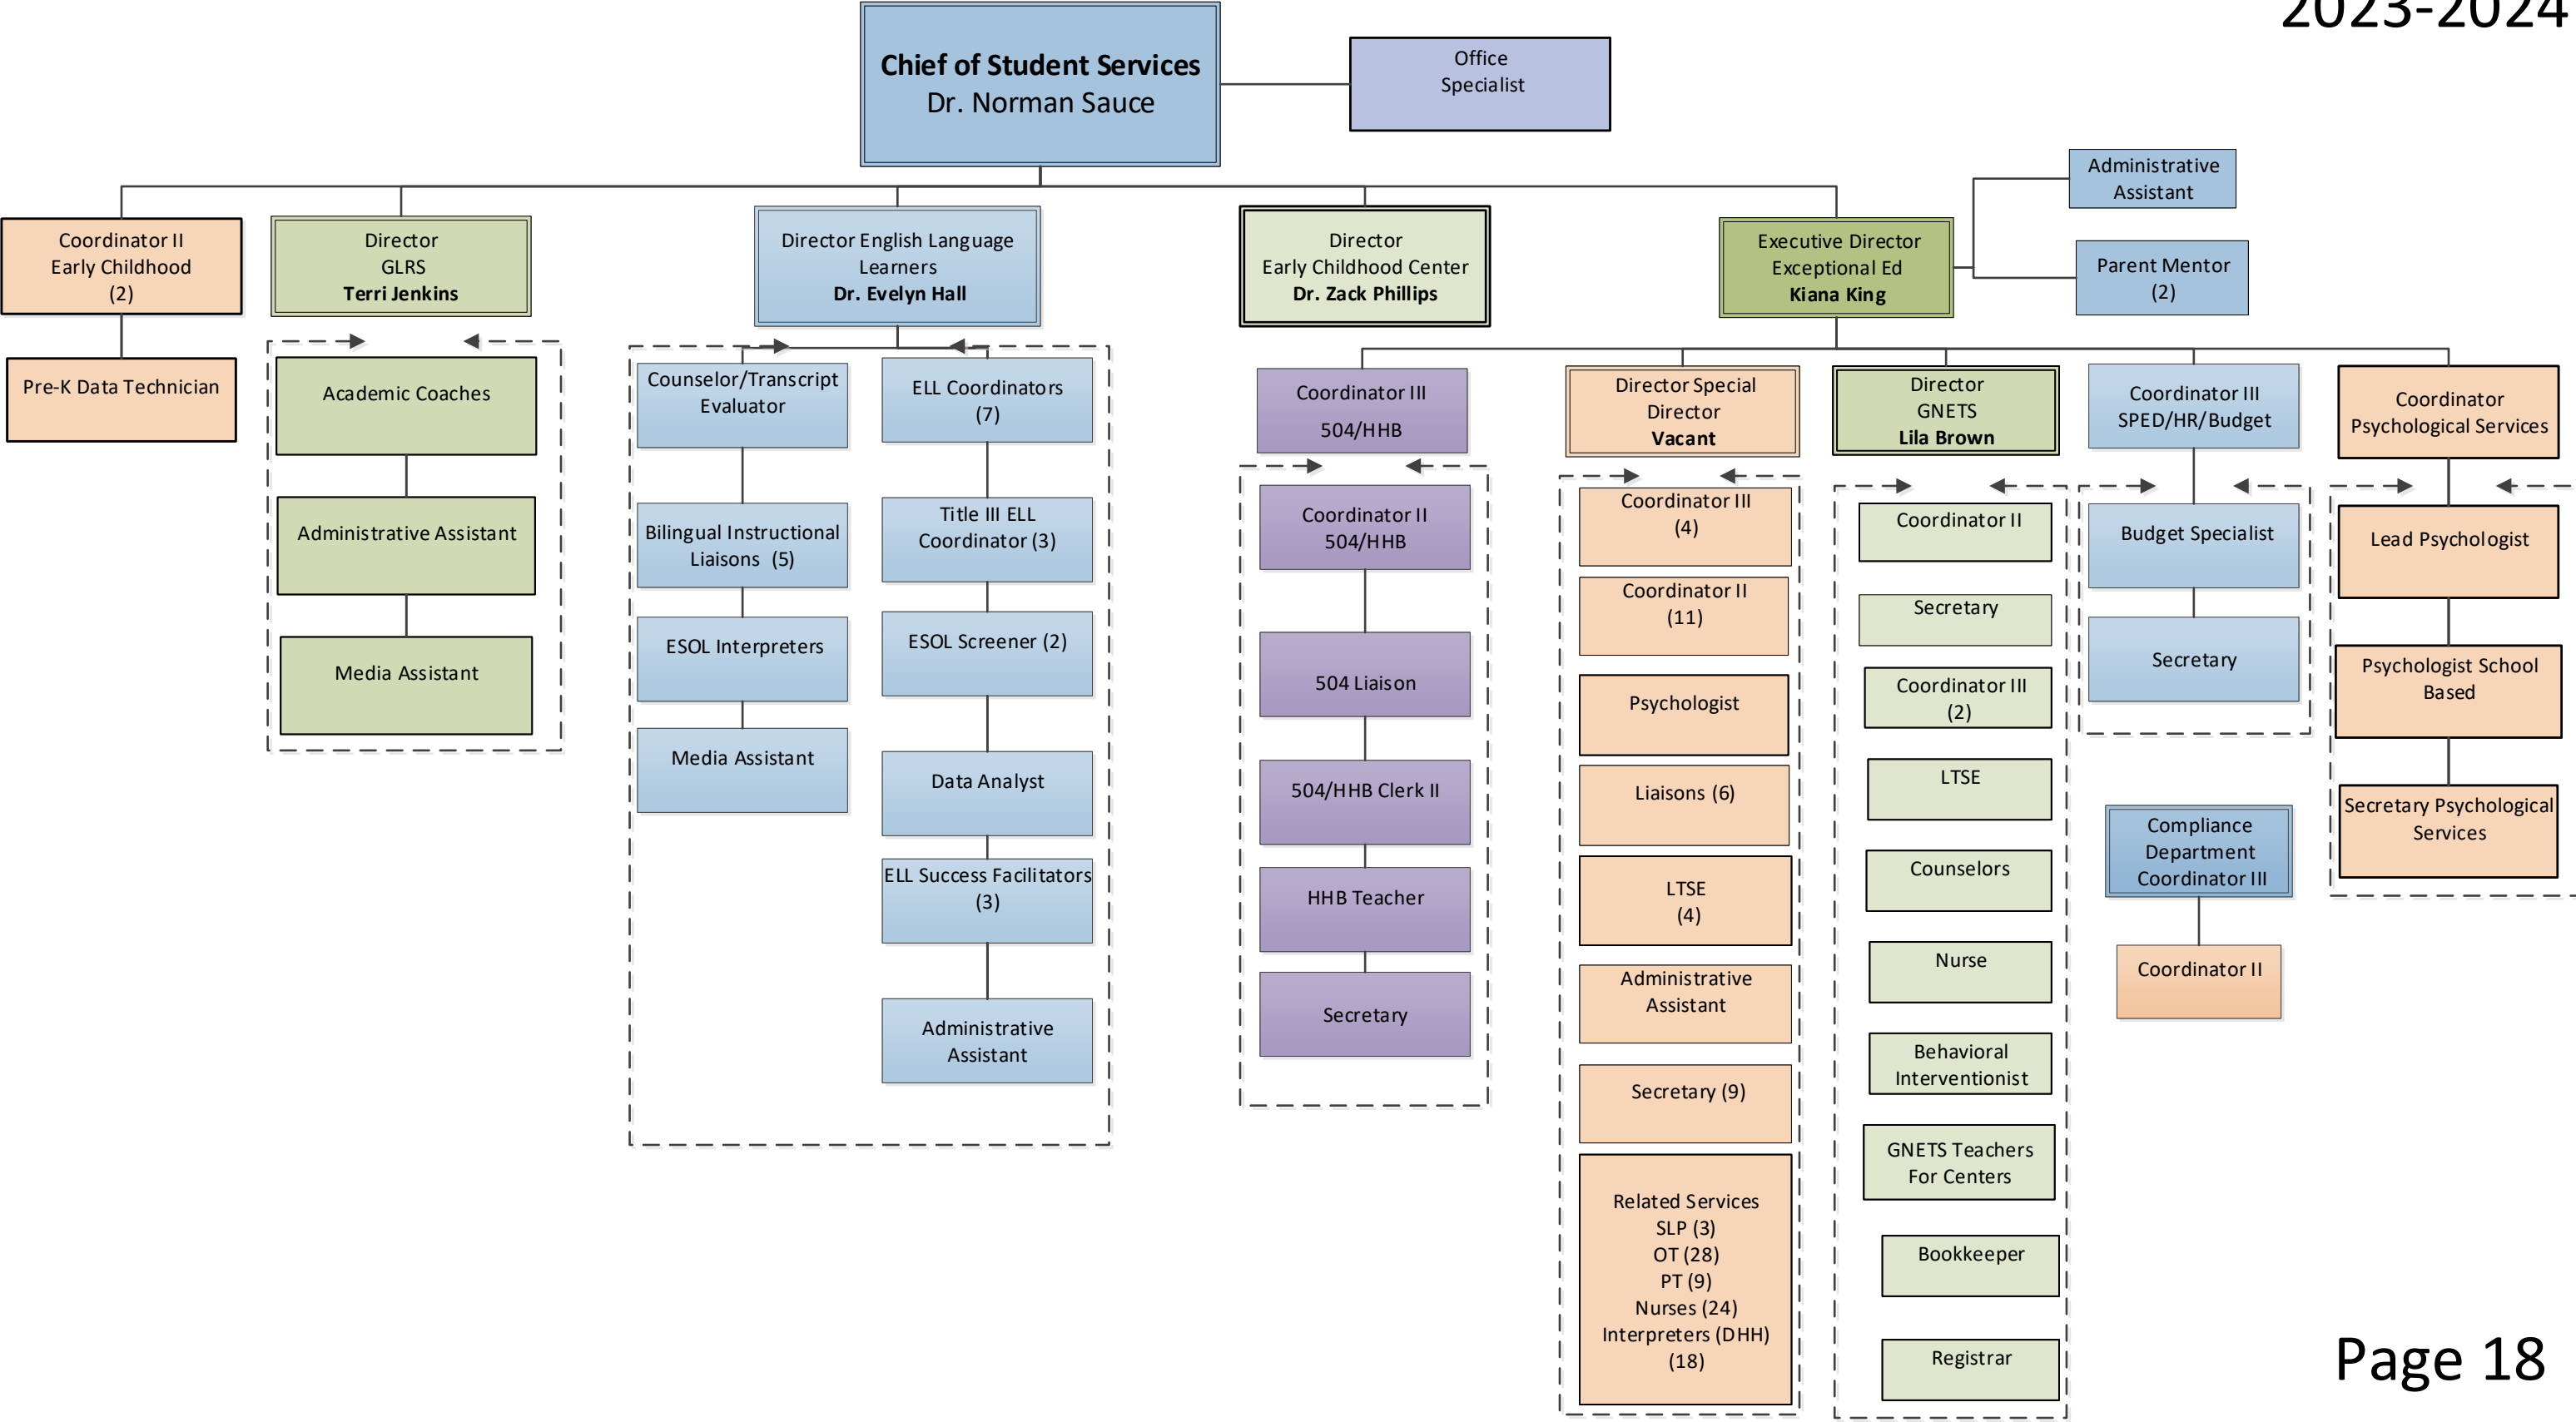 2023-2024
Chief of Student Services
Dr. Norman Sauce
Office
Specialist
Administrative
Assistant
Parent Mentor
(2)
Coordinator II
Early Childhood
(2)
Director
GLRS
Terri Jenkins
Director English Language
Learners
Dr. Evelyn Hall
Director
Early Childhood Center
Dr. Zack Phillips
Executive Director
Exceptional Ed
Kiana King
Pre-K Data Technician
Academic Coaches
Administrative Assistant
Media Assistant
Counselor/Transcript
Evaluator
Bilingual Instructional
Liaisons (5)
ESOL Interpreters
Media Assistant
ELL Coordinators
(7)
Title III ELL
Coordinator (3)
ESOL Screener (2)
Data Analyst
ELL Success Facilitators
(3)
Administrative
Assistant
Coordinator III
504/HHB
Coordinator II
504/HHB
504 Liaison
504/HHB Clerk II
HHB Teacher
Secretary
Director Special
Director
Vacant
Coordinator III
(4)
Coordinator II
(11)
Psychologist
Liaisons (6)
LTSE
(4)
Administrative
Assistant
Secretary (9)
Related Services
SLP (3)
OT (28)
PT (9)
Nurses (24)
Interpreters (DHH)
(18)
Director
GNETS
Lila Brown
Coordinator II
Secretary
Coordinator III
(2)
LTSE
Counselors
Nurse
Behavioral
Interventionist
GNETS Teachers
For Centers
Bookkeeper
Registrar
Coordinator III
SPED/HR/Budget
Budget Specialist
Secretary
Compliance
Department
Coordinator III
Coordinator II
Coordinator
Psychological Services
Lead Psychologist
Psychologist School
Based
Secretary Psychological
Services
Page 18